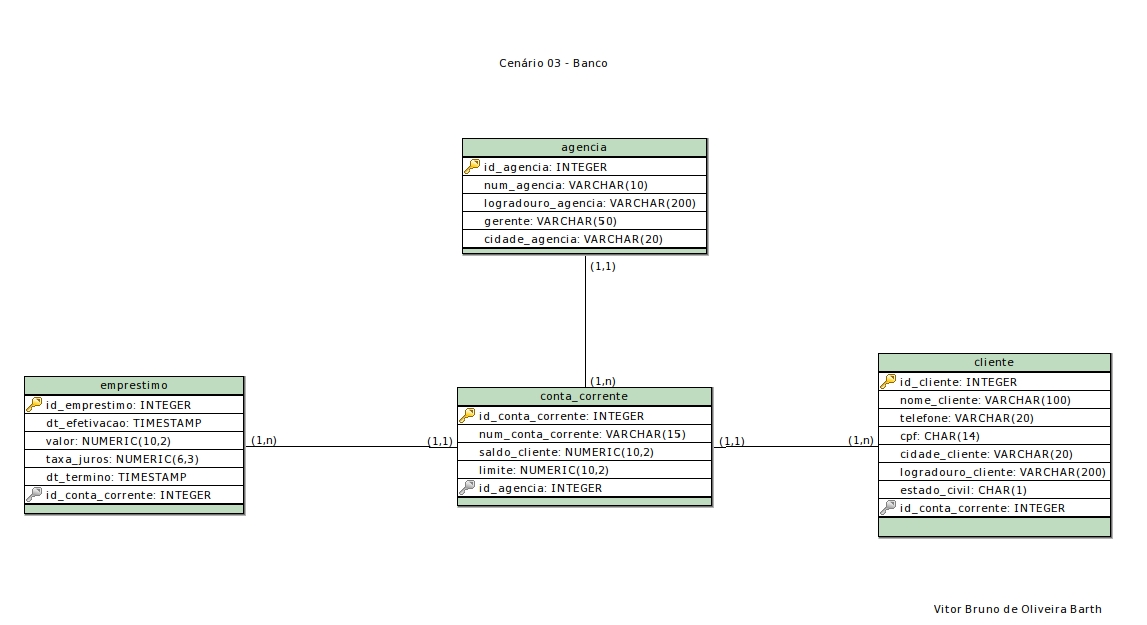 Cenário 03 - Banco
agencia
id_agencia: INTEGER
num_agencia: VARCHAR(10)
logradouro_agencia: VARCHAR(200)
gerente: VARCHAR(50)
cidade_agencia: VARCHAR(20)
(1,1)
(1,n)
emprestimo
id_emprestimo: INTEGER
dt_efetivacao: TIMESTAMP
valor: NUMERIC(10,2)
taxa_juros: NUMERIC(6,3)
dt_termino: TIMESTAMP
id_conta_corrente: INTEGER
(1,n)
(1,1)
conta_corrente
id_conta_corrente: INTEGER
num_conta_corrente: VARCHAR(15)
saldo_cliente: NUMERIC(10,2)
limite: NUMERIC(10,2)
id_agencia: INTEGER
(1,1)
(1,n)
cliente
id_cliente: INTEGER
nome_cliente: VARCHAR(100)
telefone: VARCHAR(20)
cpf: CHAR(14)
cidade_cliente: VARCHAR(20)
logradouro_cliente: VARCHAR(200)
estado_civil: CHAR(1)
id_conta_corrente: INTEGER
Vitor Bruno de Oliveira Barth